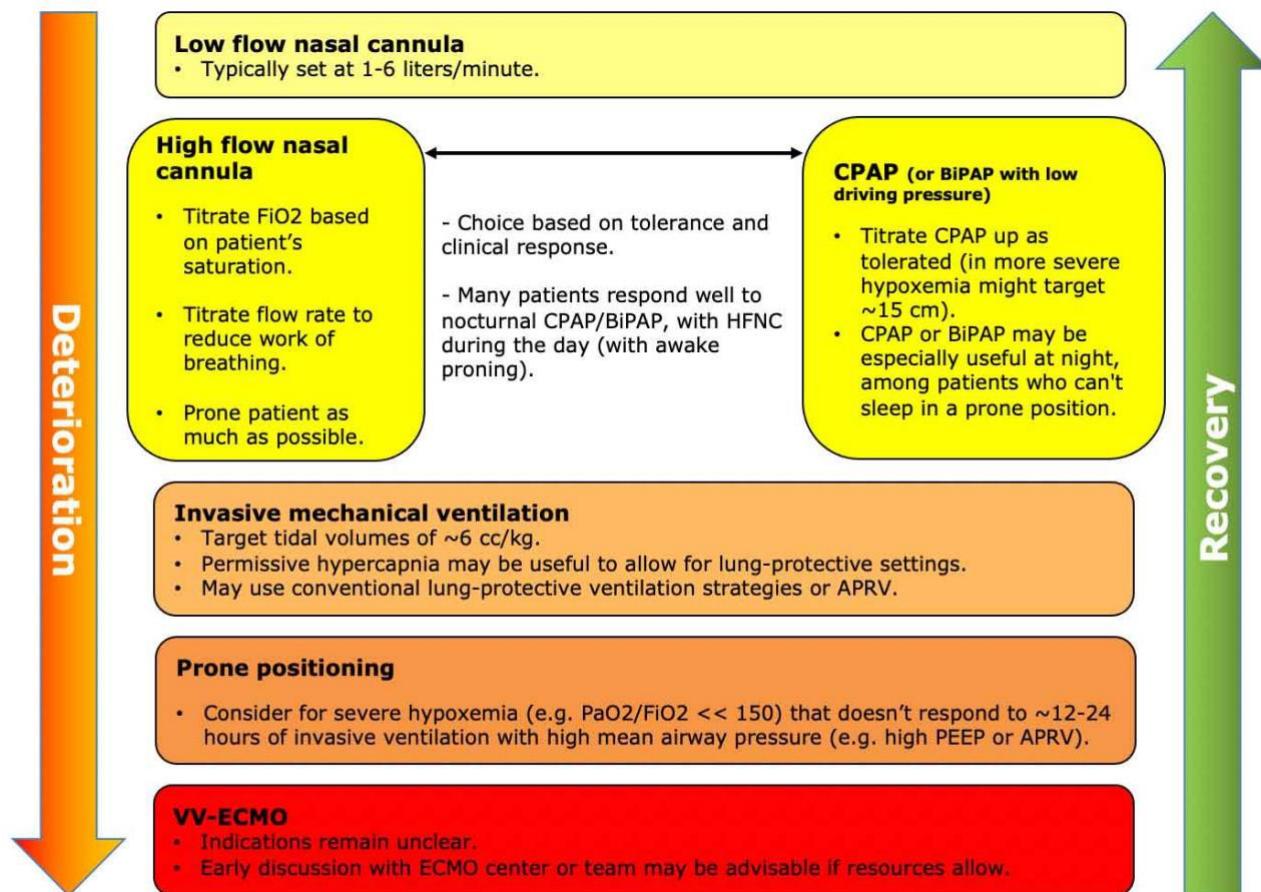 Low flow nasal cannula
• Typically set at 1-6 liters/minute.
High flow nasal
cannula
• Titrate FiO2 based
on patient's
saturation.
• Titrate flow rate to
reduce work of
breathing.
• Prone patient as
much as possible.
- Choice based on tolerance and
clinical response.
- Many patients respond well to
nocturnal CPAP/BiPAP, with HFNC
during the day (with awake
proning).
CPAP (or BiPAP with low
driving pressure)
• Titrate CPAP up as
tolerated (in more severe
hypoxemia might target
~15 cm).
• CPAP or BiPAP may be
especially useful at night,
among patients who can't
sleep in a prone position.
Deterioration
Recovery
Invasive mechanical ventilation
• Target tidal volumes of ~6 cc/kg.
• Permissive hypercapnia may be useful to allow for lung-protective settings.
• May use conventional lung-protective ventilation strategies or APRV.
Prone positioning
• Consider for severe hypoxemia (e.g. PaO2/FiO2 << 150) that doesn't respond to ~12-24
hours of invasive ventilation with high mean airway pressure (e.g. high PEEP or APRV).
VV-ECMO
• Indications remain unclear.
• Early discussion with ECMO center or team may be advisable if resources allow.